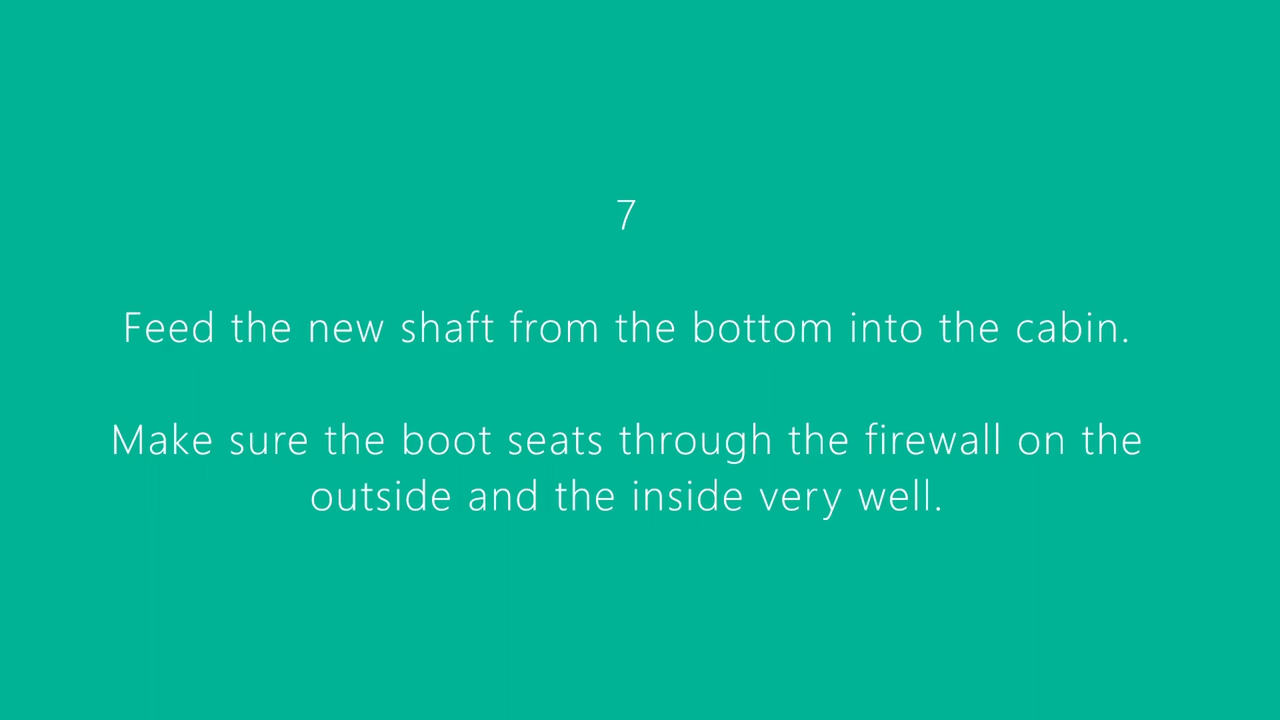 7
Feed the new shaft from the bottom into the cabin.
Make sure the boot seats through the firewall on the
outside and the inside very well.